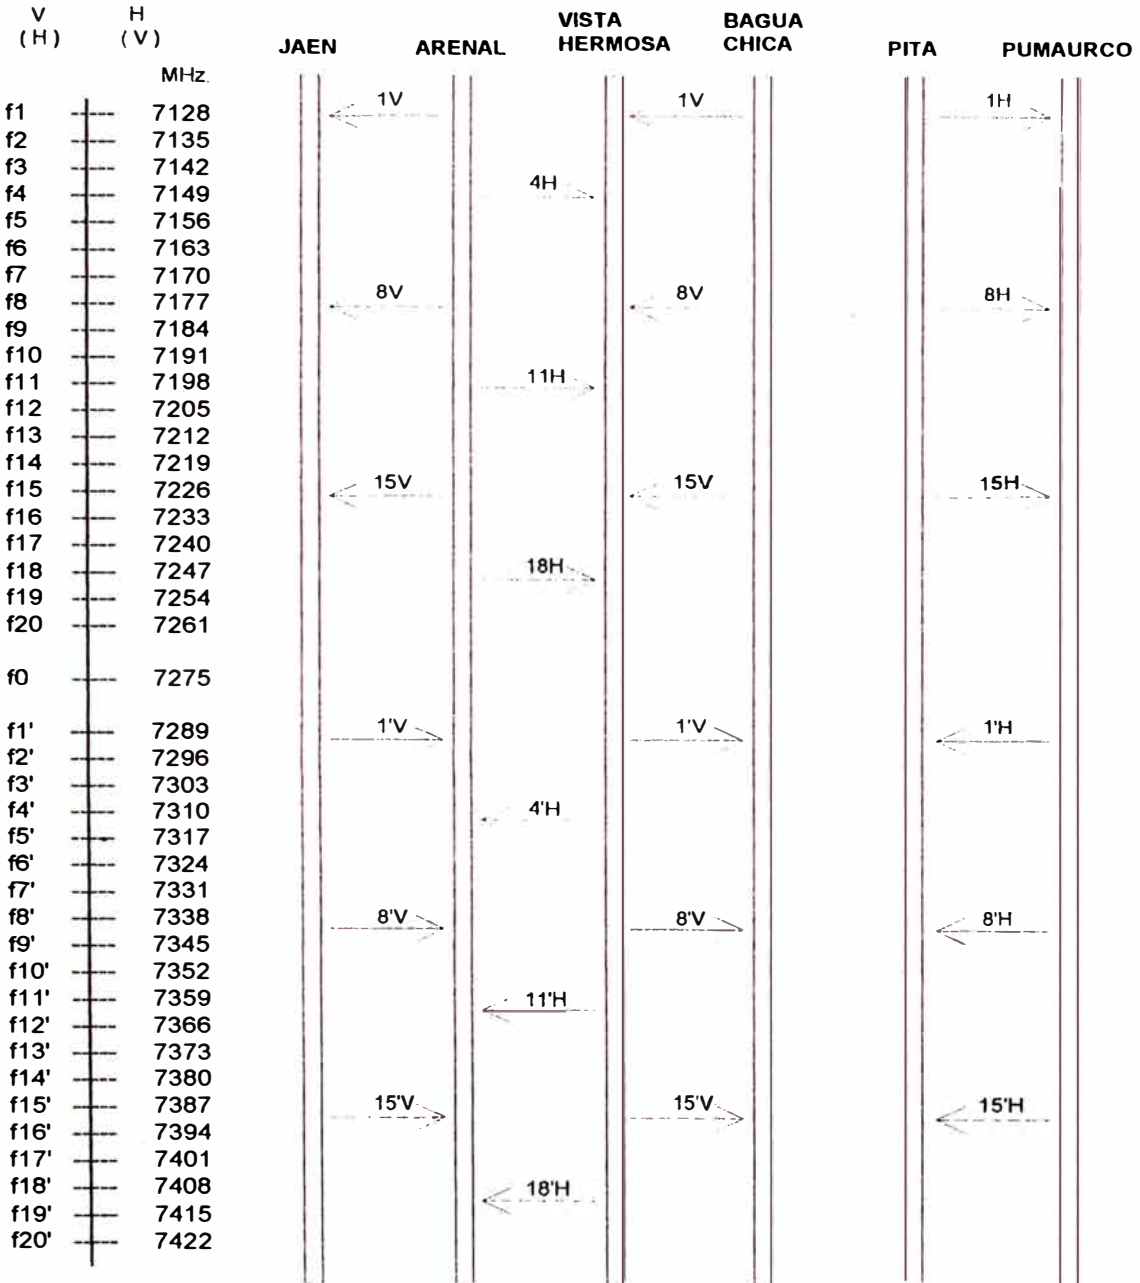 V H
(H) (V)
VISTA BAGUA
JAEN ARENAL HERMOSA CHICA PITA PUMAURCO
MHz.
f1 7128 1V 1V 1H
f2 7135
f3 7142
f4 7149 4H
f5 7156
f6 7163
f7 7170
f8 7177 8V 8V 8H
f9 7184
f10 7191
f11 7198 11H
f12 7205
f13 7212
f14 7219
f15 7226 15V 15V 15H
f16 7233
f17 7240
f18 7247 18H
f19 7254
f20 7261
f0 7275
f1' 7289 1'V 1'V 1'H
f2' 7296
f3' 7303
f4' 7310 4'H
f5' 7317
f6' 7324
f7' 7331
f8' 7338 8'V 8'V 8'H
f9' 7345
f10' 7352
f11' 7359 11'H
f12' 7366
f13' 7373
f14' 7380
f15' 7387 15'V 15'V 15'H
f16' 7394
f17' 7401
f18' 7408 18'H
f19' 7415
f20' 7422